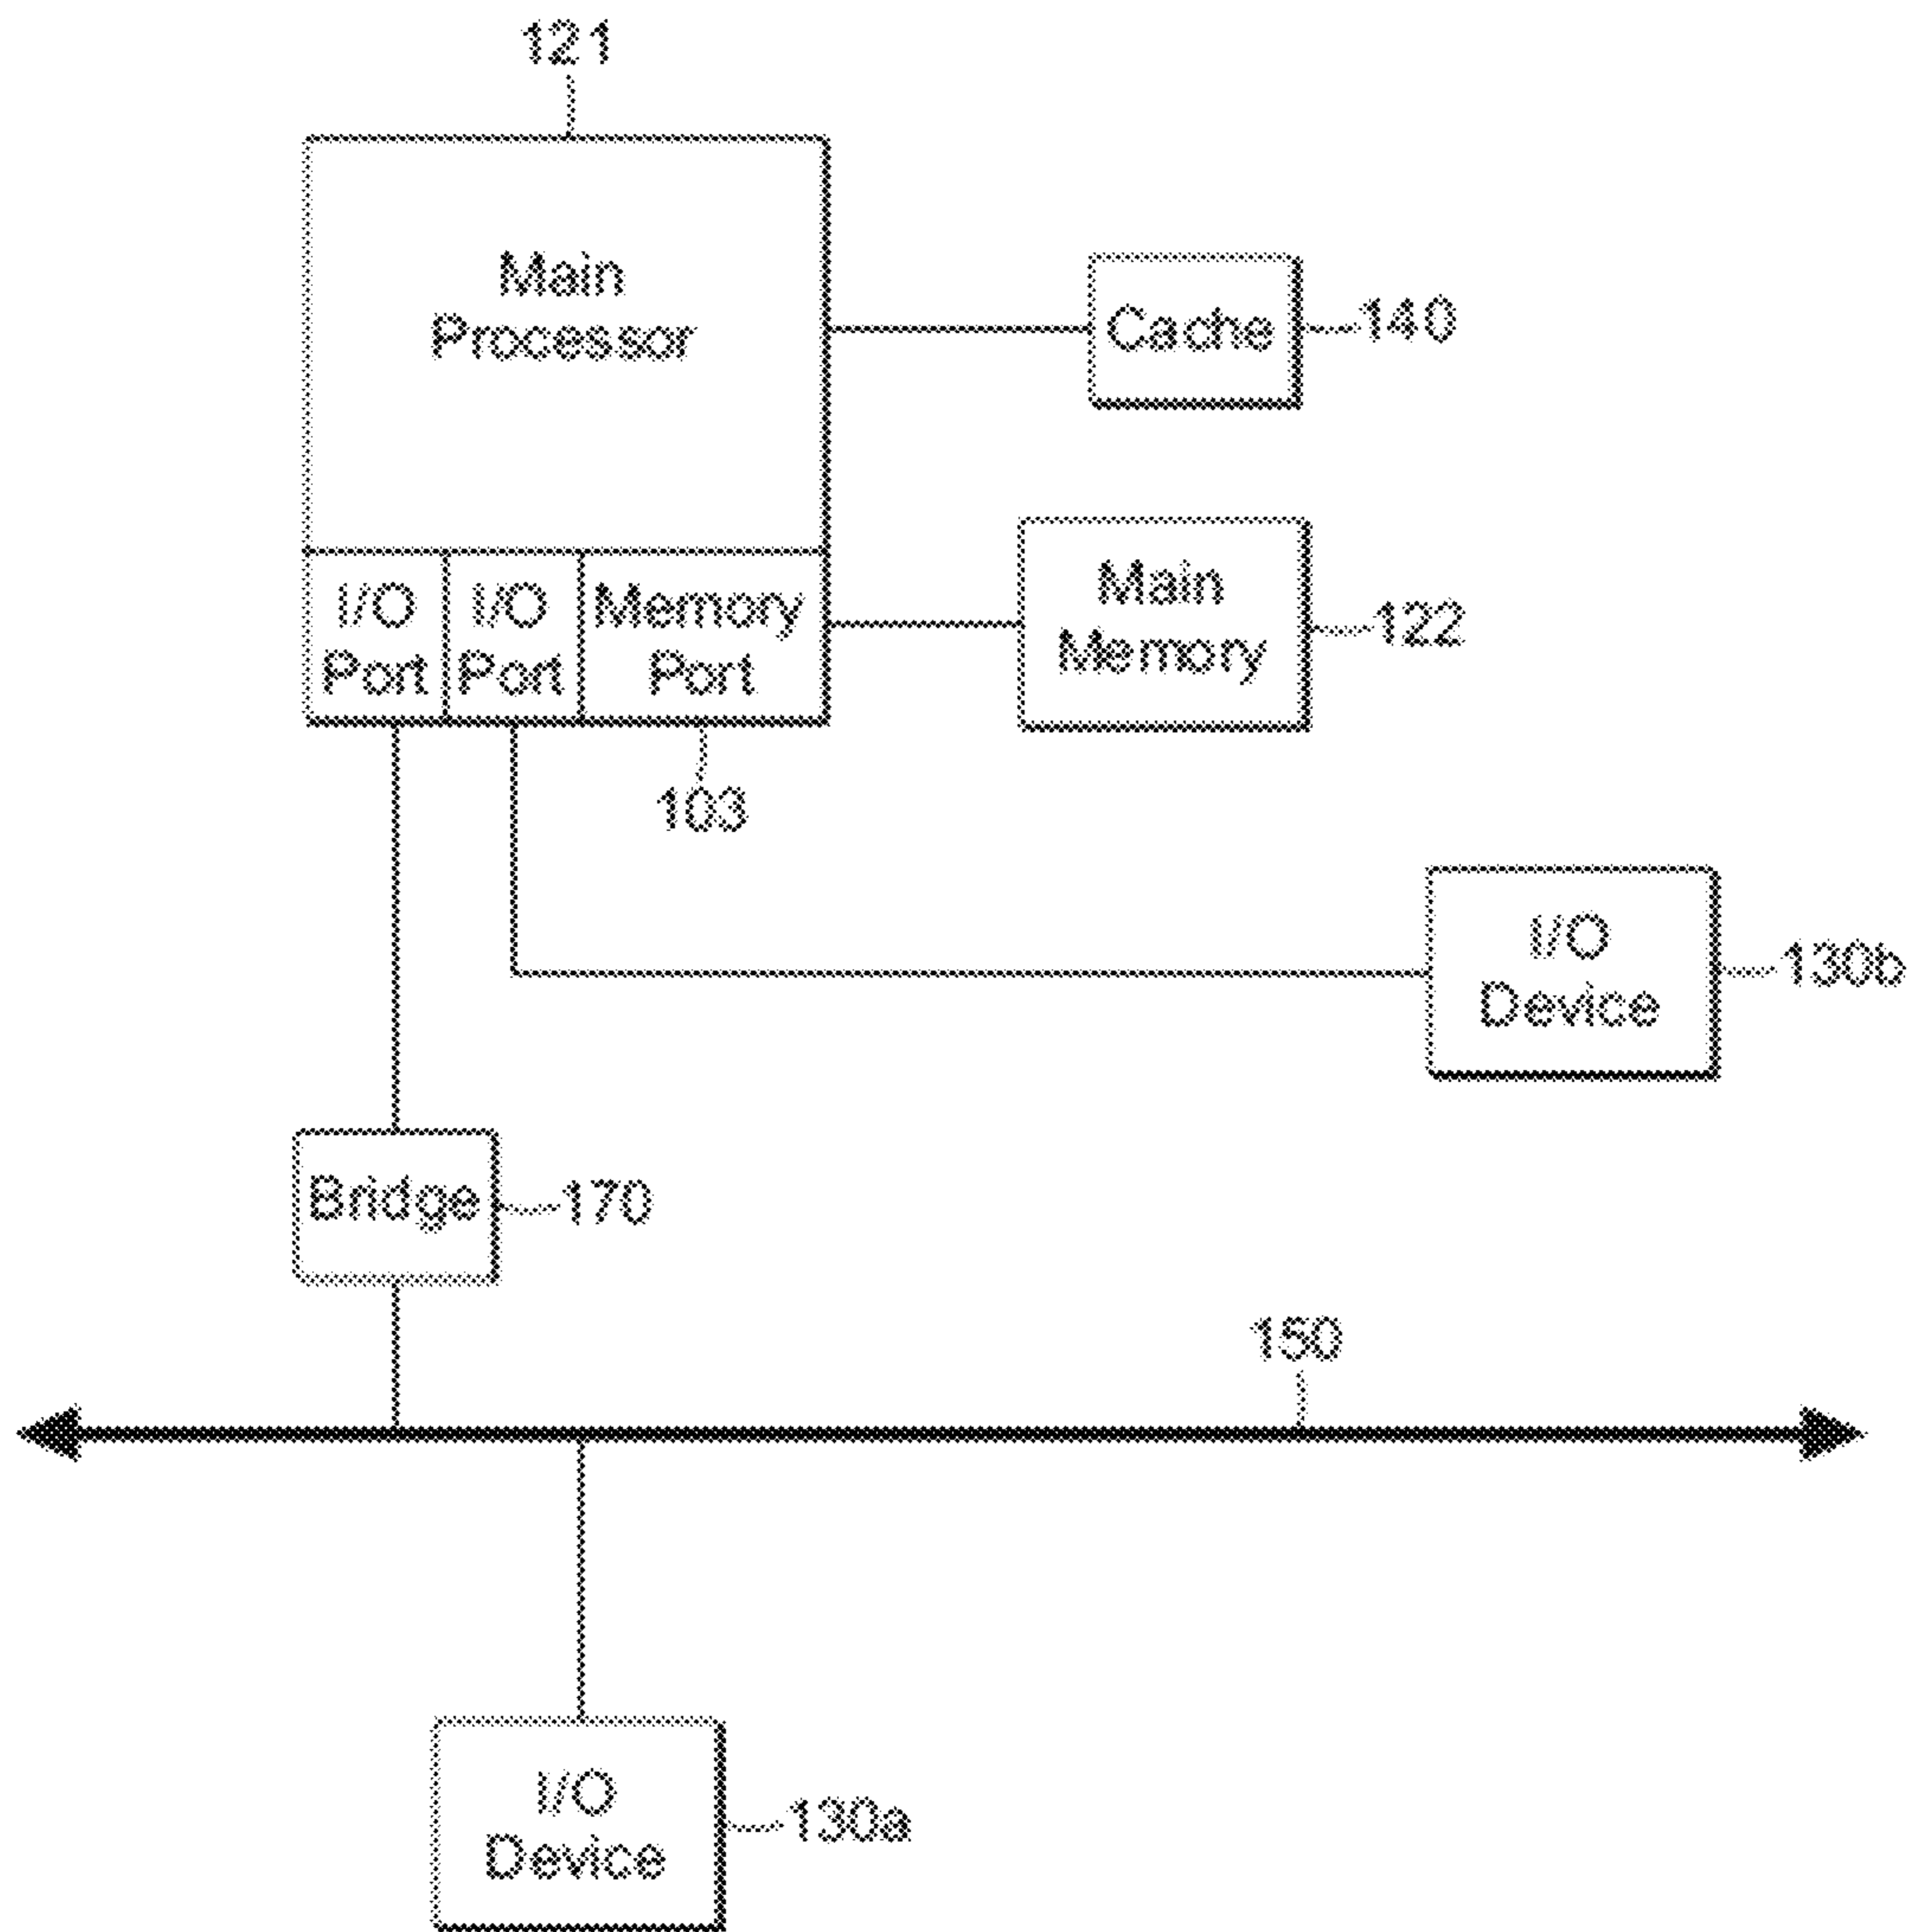 121
Main
Processor
Cache
140
I/O
Port
I/O
Port
Memory
Port
Main
Memory
122
103
I/O
Device
130b
Bridge
170
150
I/O
Device
130a